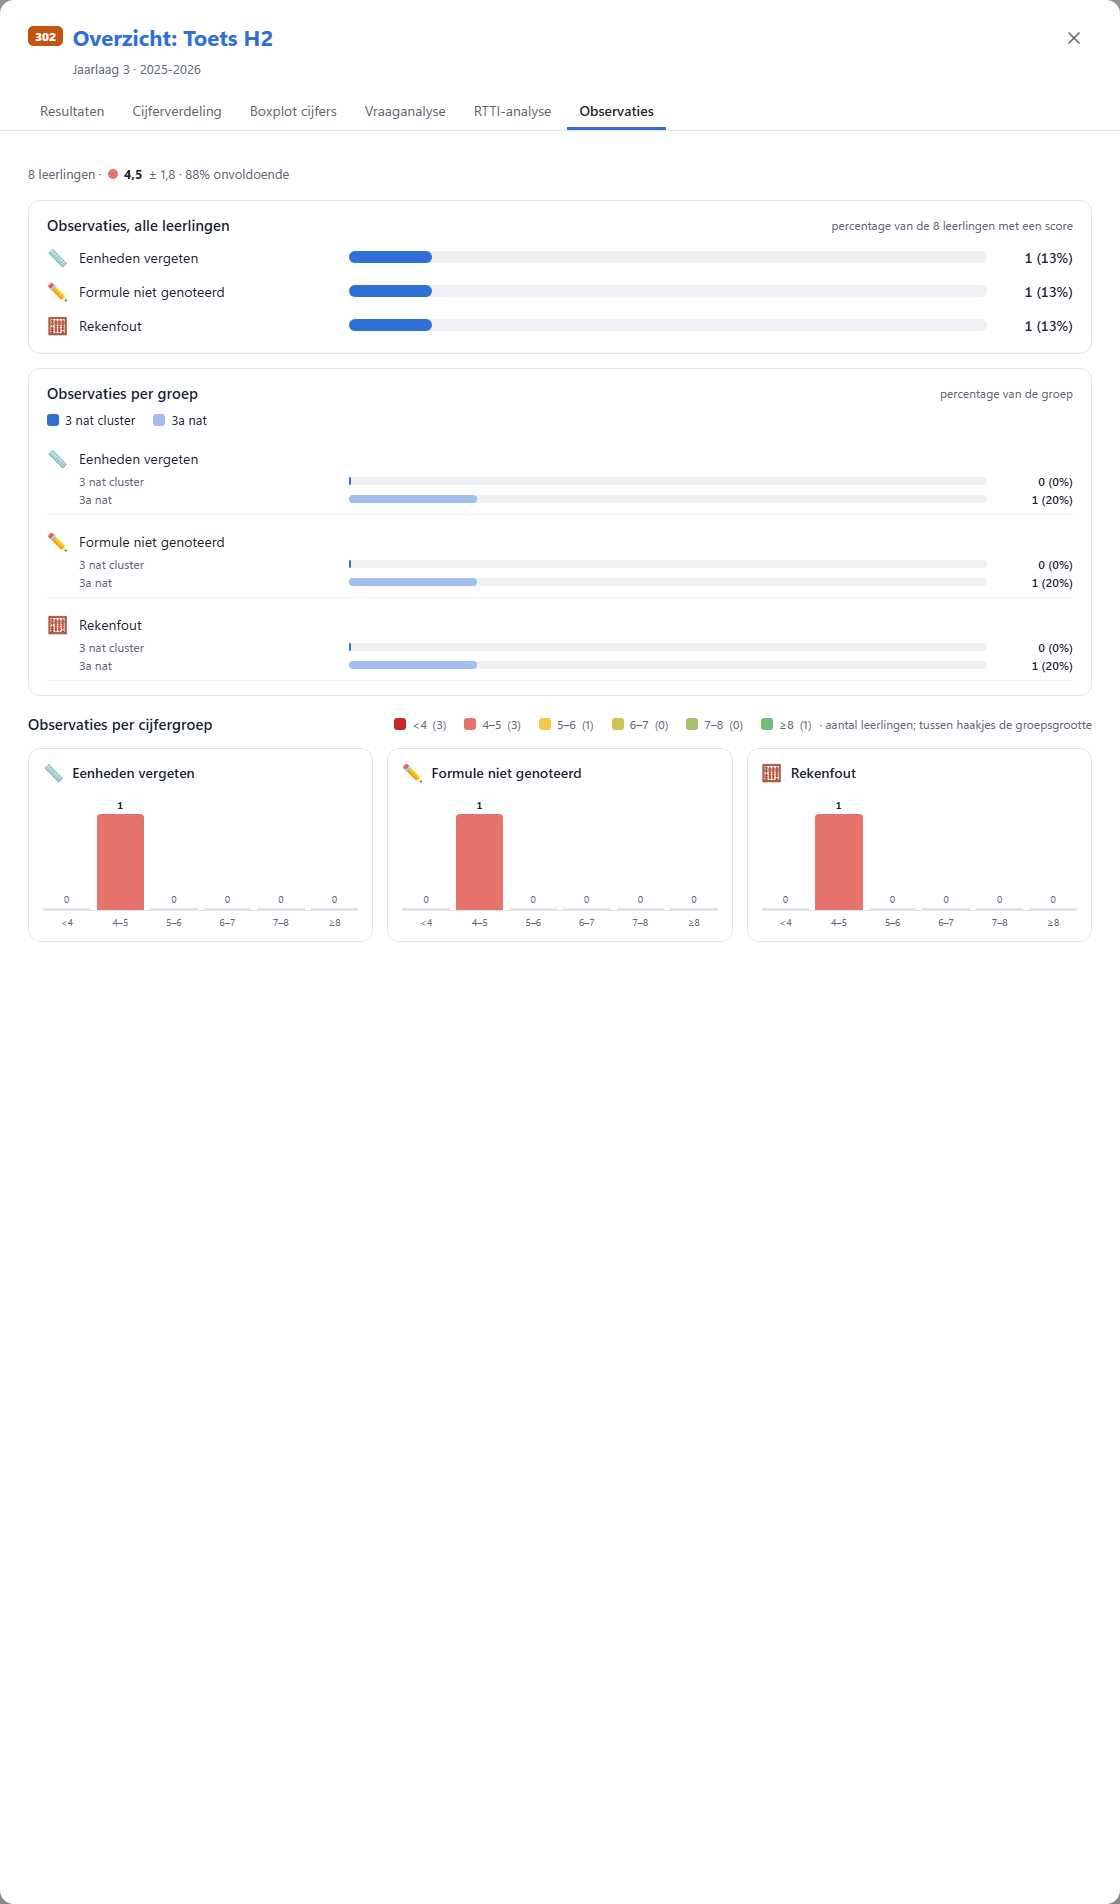 302 Overzicht: Toets H2
Jaarlaag 3 · 2025-2026
Resultaten Cijferverdeling Boxplot cijfers Vraaganalyse RTTI-analyse Observaties
8 leerlingen · 4,5 ± 1,8 · 88% onvoldoende
Observaties, alle leerlingen percentage van de 8 leerlingen met een score
Eenheden vergeten 1 (13%)
Formule niet genoteerd 1 (13%)
Rekenfout 1 (13%)
Observaties per groep percentage van de groep
3 nat cluster 3a nat
Eenheden vergeten
3 nat cluster 0 (0%)
3a nat 1 (20%)
Formule niet genoteerd
3 nat cluster 0 (0%)
3a nat 1 (20%)
Rekenfout
3 nat cluster 0 (0%)
3a nat 1 (20%)
Observaties per cijfergroep <4 (3) 4–5 (3) 5–6 (1) 6–7 (0) 7–8 (0) ≥8 (1) · aantal leerlingen; tussen haakjes de groepsgrootte
Eenheden vergeten
0 1 0 0 0 0
<4 4–5 5–6 6–7 7–8 ≥8
Formule niet genoteerd
0 1 0 0 0 0
<4 4–5 5–6 6–7 7–8 ≥8
Rekenfout
0 1 0 0 0 0
<4 4–5 5–6 6–7 7–8 ≥8